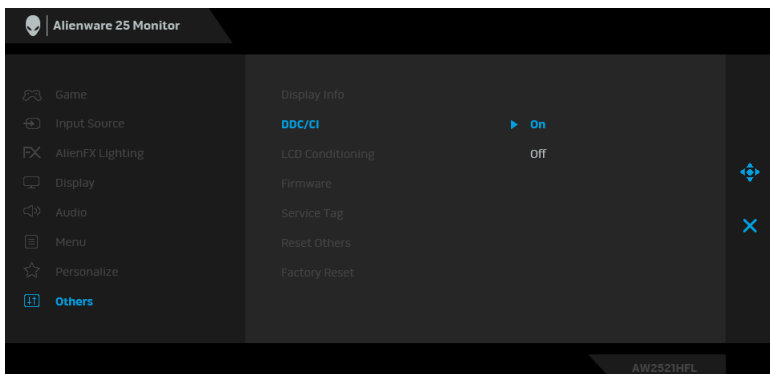 Alienware 25 Monitor
Game
Display Info
Input Source
DDC/CI
On
FX AlienFX Lighting
LCD Conditioning
Off
Display
Firmware
Audio
Service Tag
Menu
Reset Others
Personalize
Factory Reset
Others
AW2521HFL